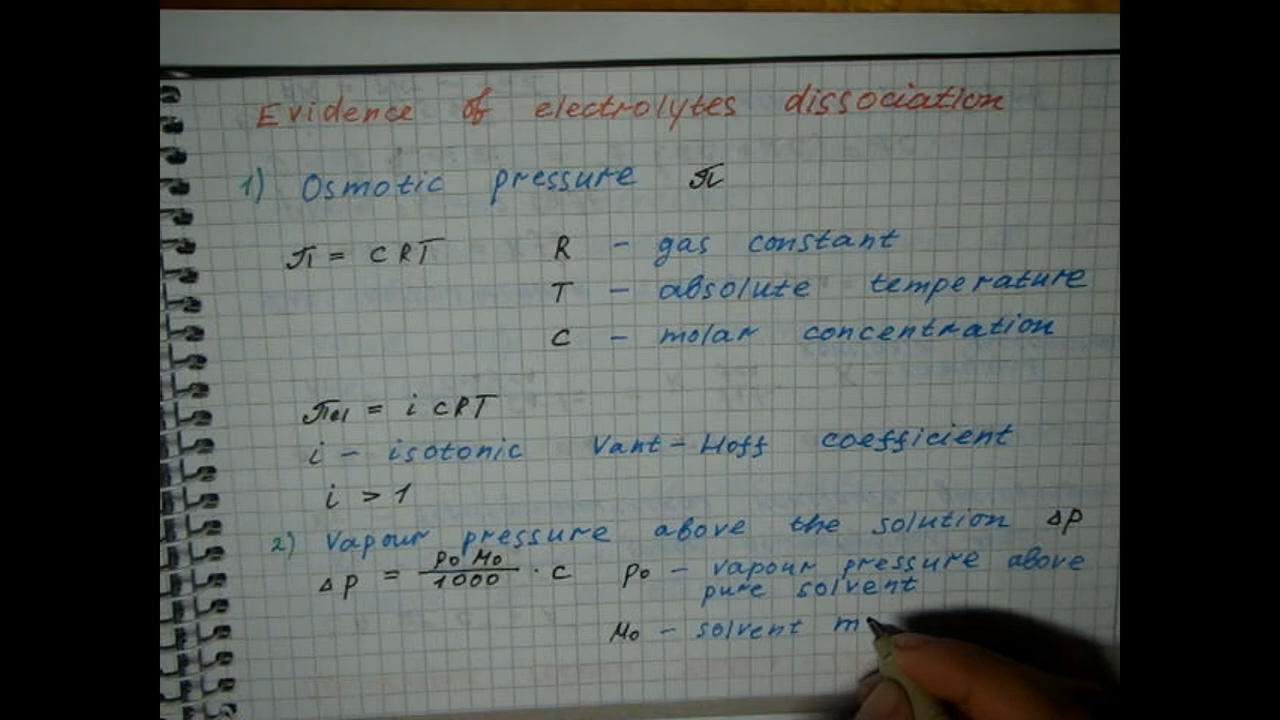 Evidence of electrolytes dissociation
1) Osmotic pressure π
π = CRT R - gas constant
T - absolute temperature
C - molar concentration
πel = i CRT
i - isotonic Vant-Hoff coefficient
i > 1
2) Vapour pressure above the solution ΔP
ΔP = P0 M0 / 1000 · C P0 - vapour pressure above
pure solvent
M0 - solvent m